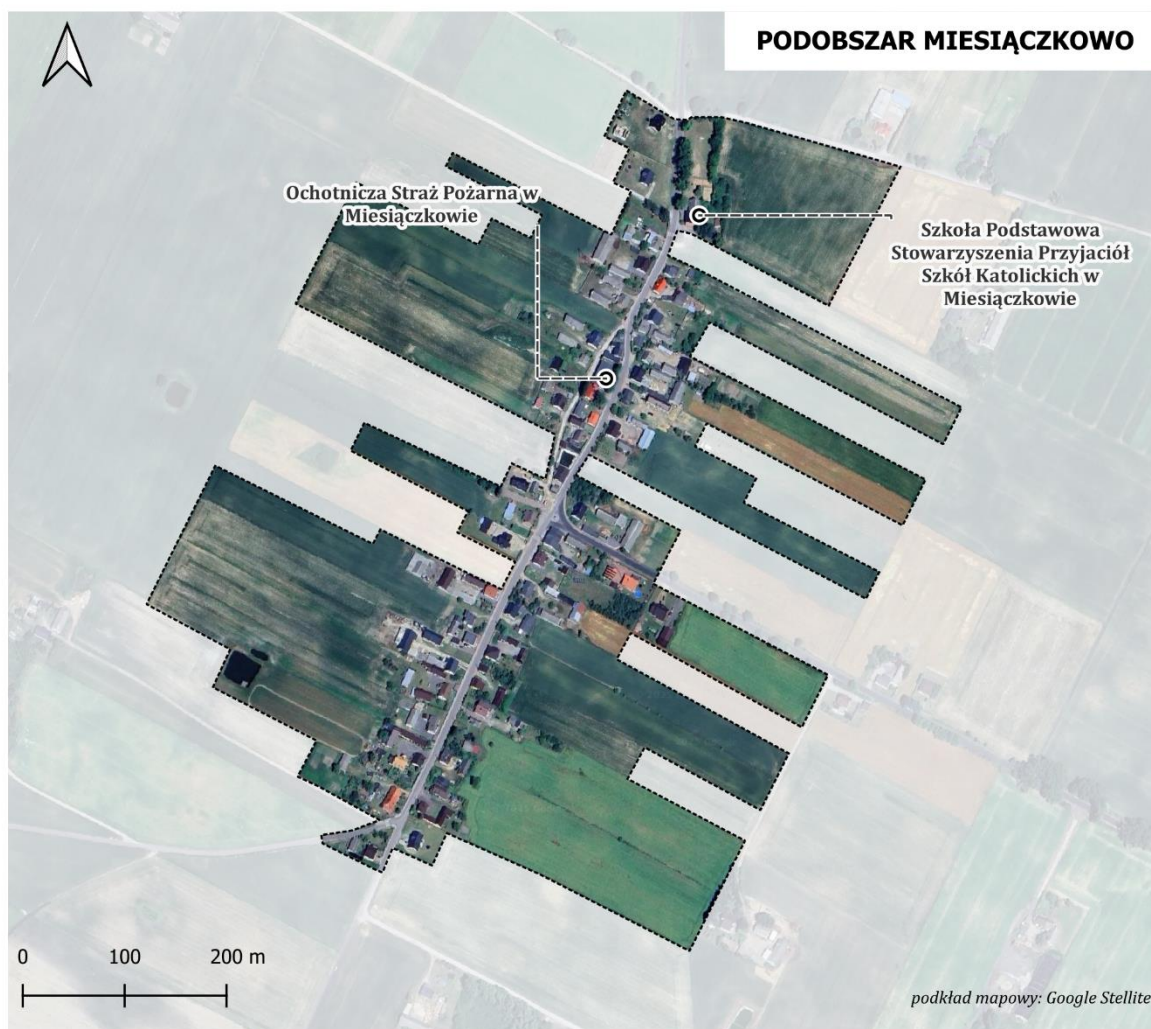 PODOBSZAR MIESIĄCZKOWO
Ochotnicza Straż Pożarna w
Miesiączkowie
Szkoła Podstawowa
Stowarzyszenia Przyjaciół
Szkół Katolickich w
Miesiączkowie
0 100 200 m
podkład mapowy: Google Stellite